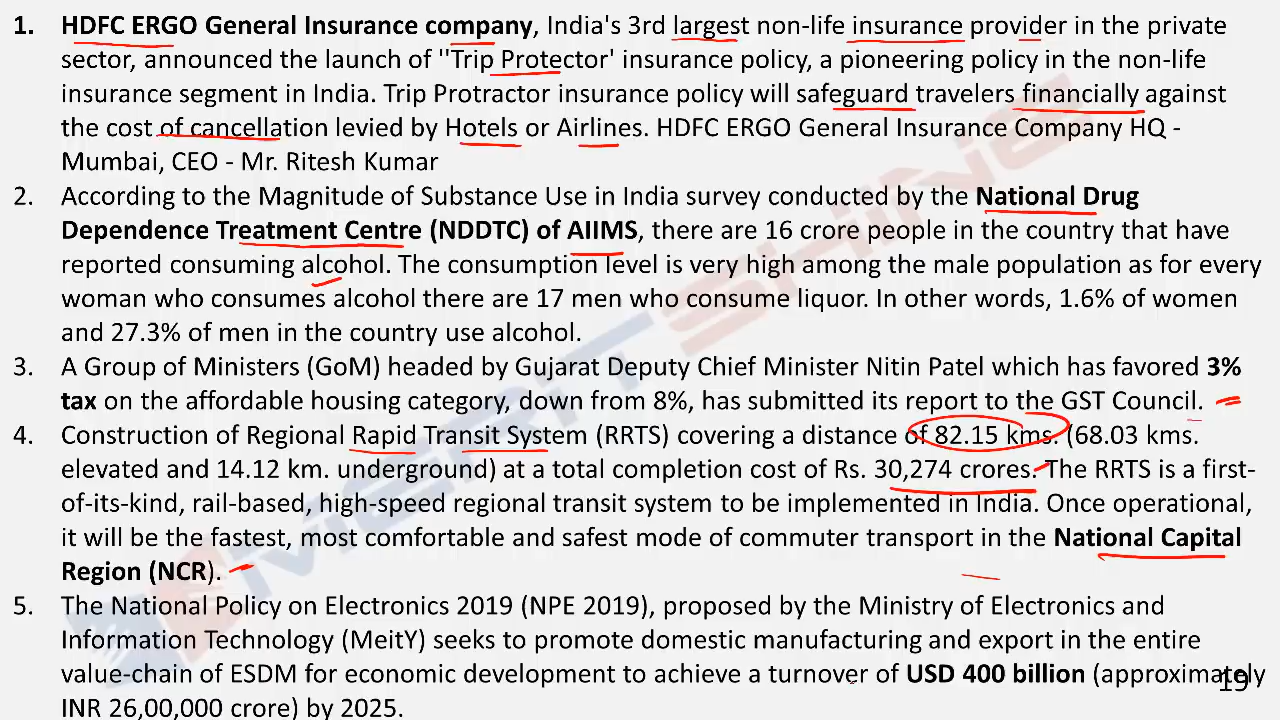 1. HDFC ERGO General Insurance company, India's 3rd largest non-life insurance provider in the private
sector, announced the launch of "Trip Protector' insurance policy, a pioneering policy in the non-life
insurance segment in India. Trip Protractor insurance policy will safeguard travelers financially against
the cost of cancellation levied by Hotels or Airlines. HDFC ERGO General Insurance Company HQ -
Mumbai, CEO - Mr. Ritesh Kumar
2. According to the Magnitude of Substance Use in India survey conducted by the National Drug
Dependence Treatment Centre (NDDTC) of AIIMS, there are 16 crore people in the country that have
reported consuming alcohol. The consumption level is very high among the male population as for every
woman who consumes alcohol there are 17 men who consume liquor. In other words, 1.6% of women
and 27.3% of men in the country use alcohol.
3. A Group of Ministers (GoM) headed by Gujarat Deputy Chief Minister Nitin Patel which has favored 3%
tax on the affordable housing category, down from 8%, has submitted its report to the GST Council.
4. Construction of Regional Rapid Transit System (RRTS) covering a distance of 82.15 kms. (68.03 kms.
elevated and 14.12 km. underground) at a total completion cost of Rs. 30,274 crores. The RRTS is a first-
of-its-kind, rail-based, high-speed regional transit system to be implemented in India. Once operational,
it will be the fastest, most comfortable and safest mode of commuter transport in the National Capital
Region (NCR).
5. The National Policy on Electronics 2019 (NPE 2019), proposed by the Ministry of Electronics and
Information Technology (MeitY) seeks to promote domestic manufacturing and export in the entire
value-chain of ESDM for economic development to achieve a turnover of USD 400 billion (approximately
INR 26,00,000 crore) by 2025.
19
MERITSHINE